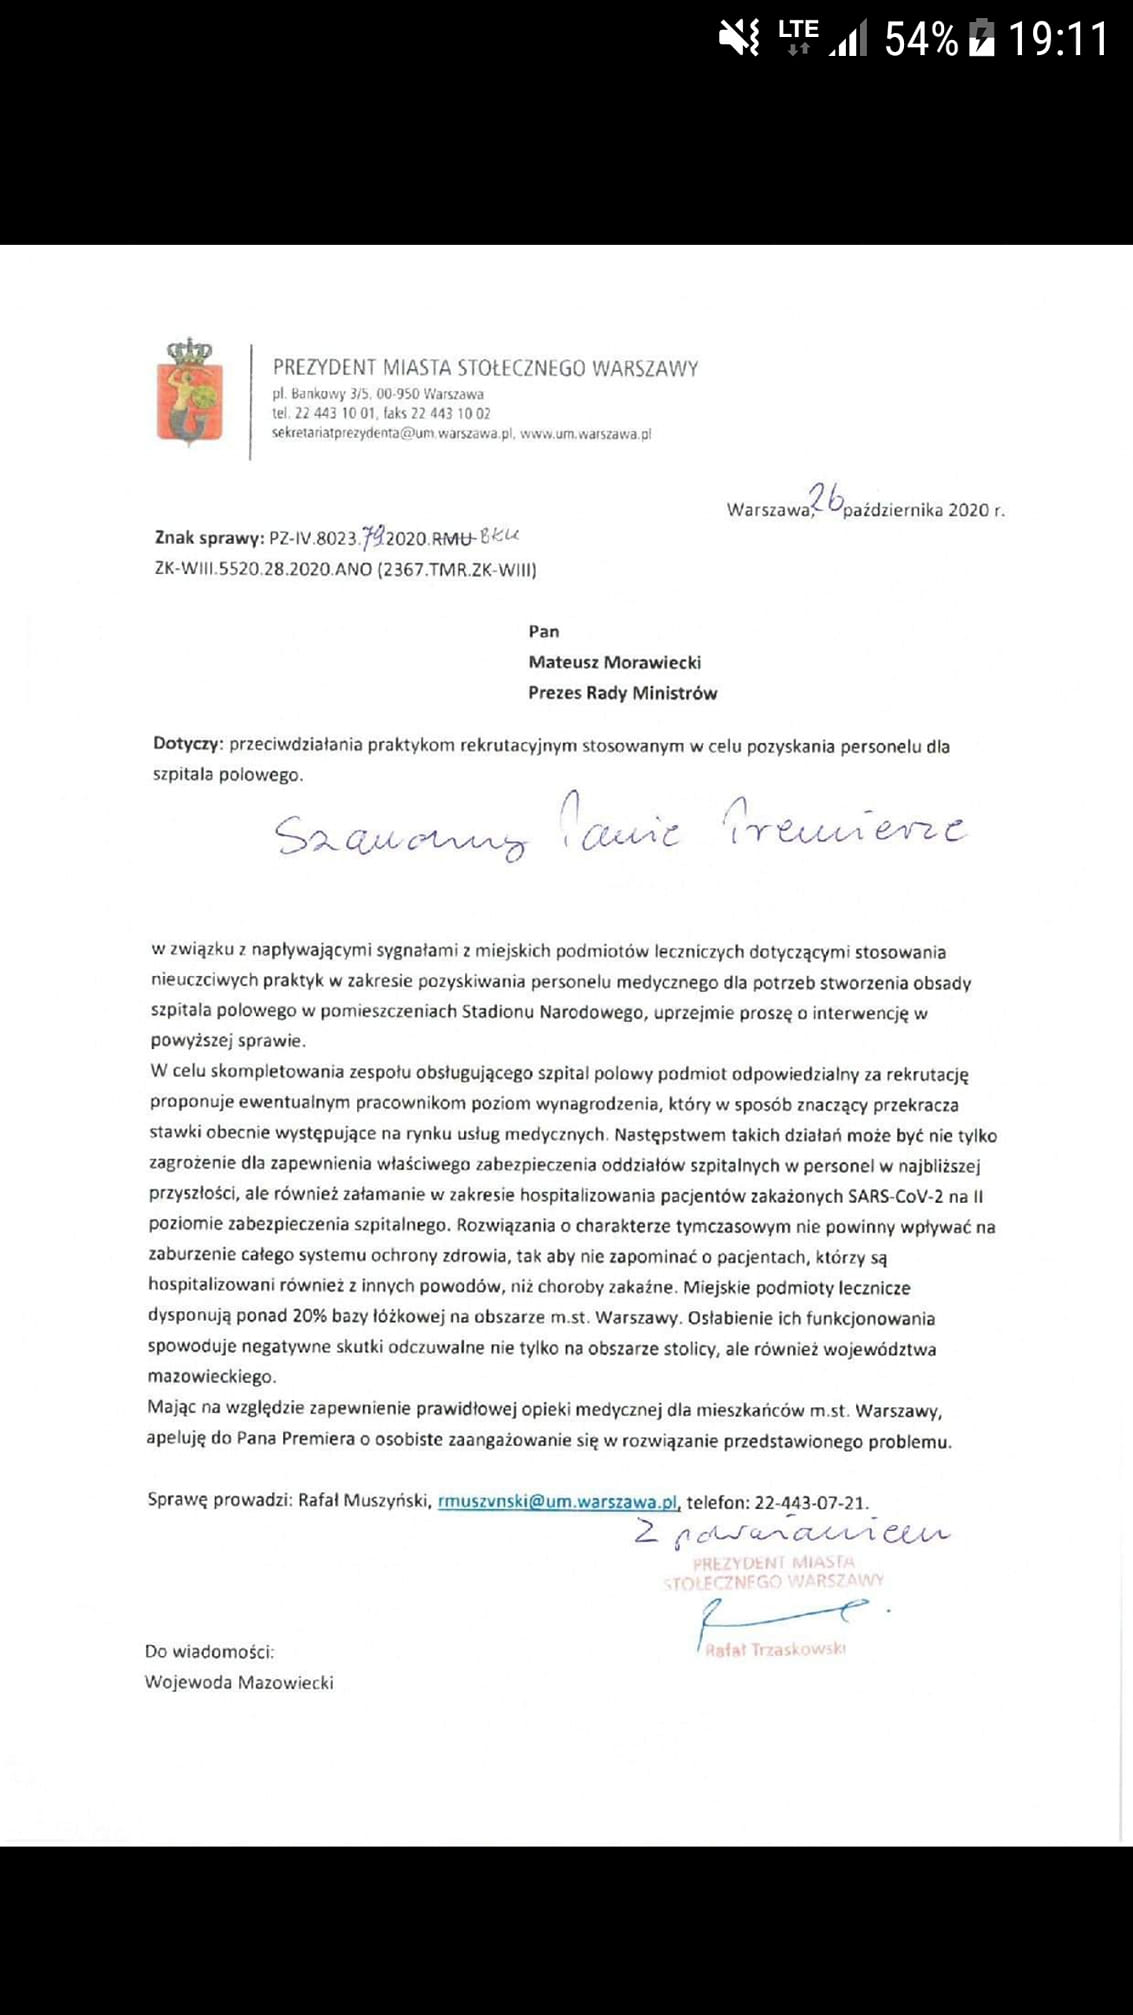 LTE 54% 19:11
PREZYDENT MIASTA STOŁECZNEGO WARSZAWY
pl. Bankowy 3/5, 00-950 Warszawa
tel. 22 443 10 01, faks 22 443 10 02
sekretariatprezydenta@um.warszawa.pl, www.um.warszawa.pl
Warszawa, 26 października 2020 r.
Znak sprawy: PZ-IV.8023.79.2020.RMU BKU
ZK-WIII.5520.28.2020.ANO (2367.TMR.ZK-WIII)
Pan
Mateusz Morawiecki
Prezes Rady Ministrów
Dotyczy: przeciwdziałania praktykom rekrutacyjnym stosowanym w celu pozyskania personelu dla
szpitala polowego.
Szanowny Panie Premierze
w związku z napływającymi sygnałami z miejskich podmiotów leczniczych dotyczącymi stosowania
nieuczciwych praktyk w zakresie pozyskiwania personelu medycznego dla potrzeb stworzenia obsady
szpitala polowego w pomieszczeniach Stadionu Narodowego, uprzejmie proszę o interwencję w
powyższej sprawie.
W celu skompletowania zespołu obsługującego szpital polowy podmiot odpowiedzialny za rekrutację
proponuje ewentualnym pracownikom poziom wynagrodzenia, który w sposób znaczący przekracza
stawki obecnie występujące na rynku usług medycznych. Następstwem takich działań może być nie tylko
zagrożenie dla zapewnienia właściwego zabezpieczenia oddziałów szpitalnych w personel w najbliższej
przyszłości, ale również załamanie w zakresie hospitalizowania pacjentów zakażonych SARS-CoV-2 na II
poziomie zabezpieczenia szpitalnego. Rozwiązania o charakterze tymczasowym nie powinny wpływać na
zaburzenie całego systemu ochrony zdrowia, tak aby nie zapominać o pacjentach, którzy są
hospitalizowani również z innych powodów, niż choroby zakaźne. Miejskie podmioty lecznicze
dysponują ponad 20% bazy łóżkowej na obszarze m.st. Warszawy. Osłabienie ich funkcjonowania
spowoduje negatywne skutki odczuwalne nie tylko na obszarze stolicy, ale również województwa
mazowieckiego.
Mając na względzie zapewnienie prawidłowej opieki medycznej dla mieszkańców m.st. Warszawy,
apeluję do Pana Premiera o osobiste zaangażowanie się w rozwiązanie przedstawionego problemu.
Sprawę prowadzi: Rafał Muszyński, rmuszynski@um.warszawa.pl, telefon: 22-443-07-21.
Z poważaniem
PREZYDENT MIASTA
STOŁECZNEGO WARSZAWY
Rafał Trzaskowski
Do wiadomości:
Wojewoda Mazowiecki